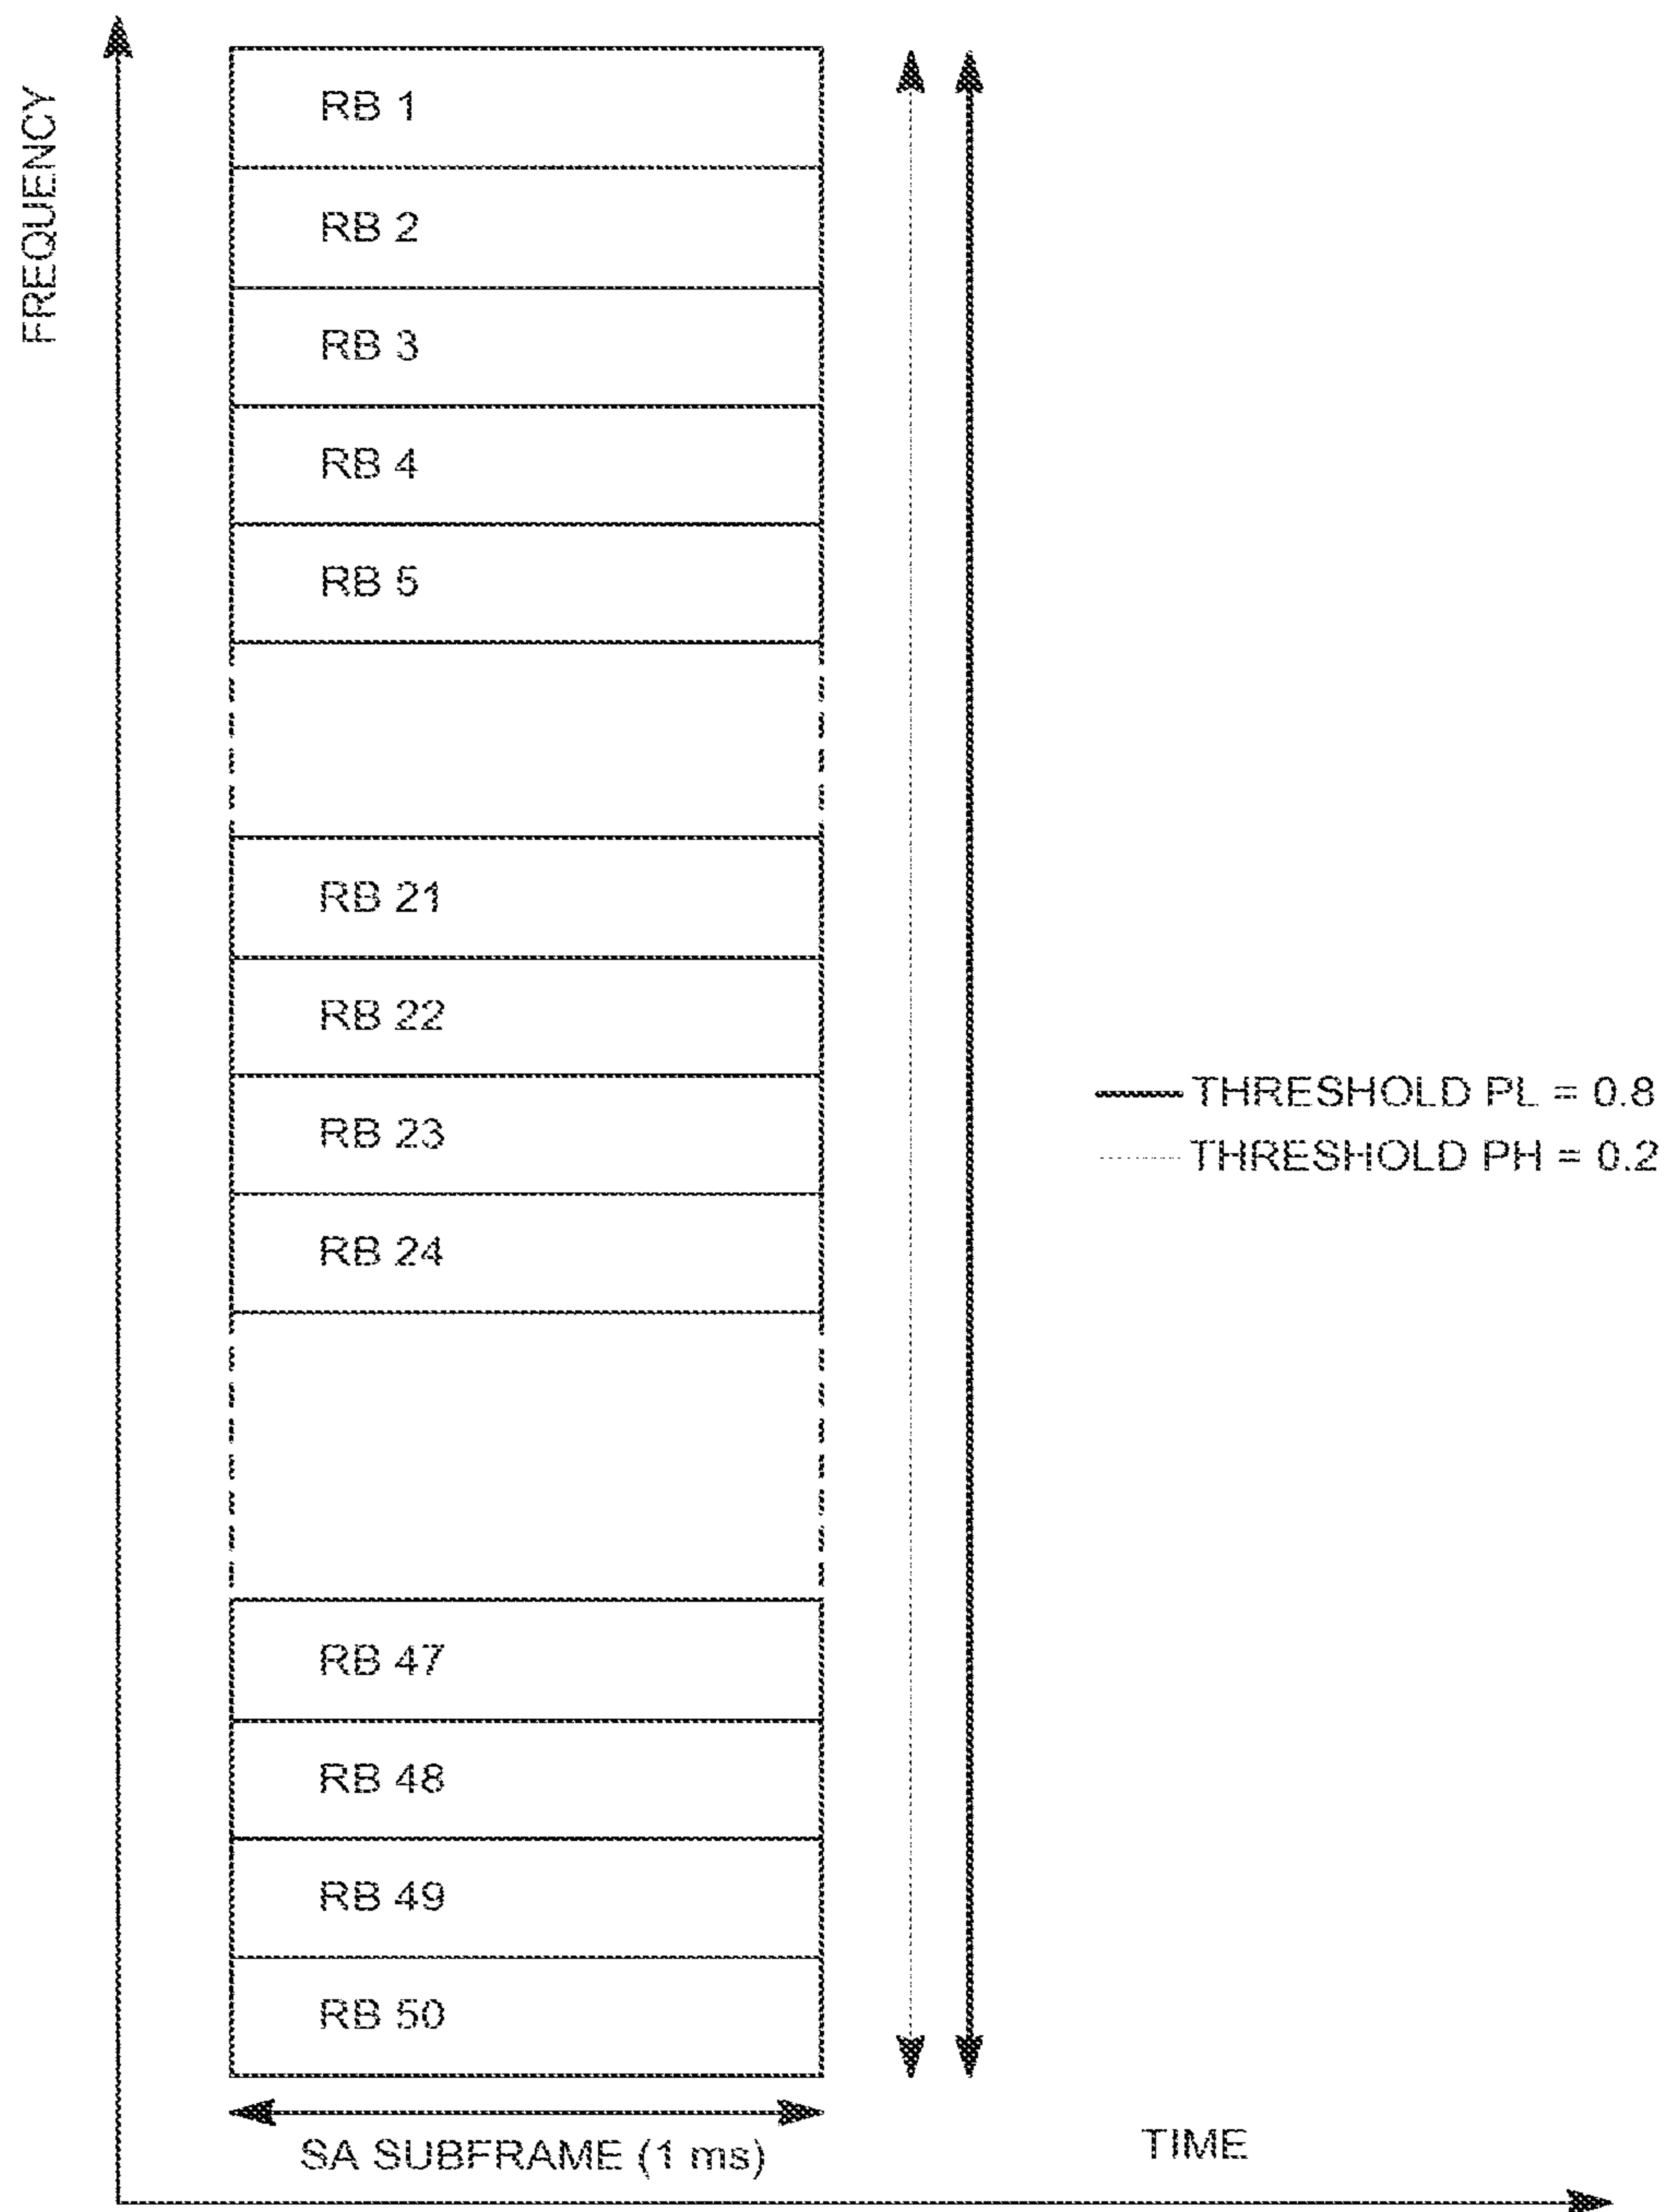 FREQUENCY
RB 1
RB 2
RB 3
RB 4
RB 5
RB 21
RB 22
RB 23
RB 24
RB 47
RB 48
RB 49
RB 50
THRESHOLD PL = 0.8
THRESHOLD PH = 0.2
SA SUBFRAME (1 ms)
TIME